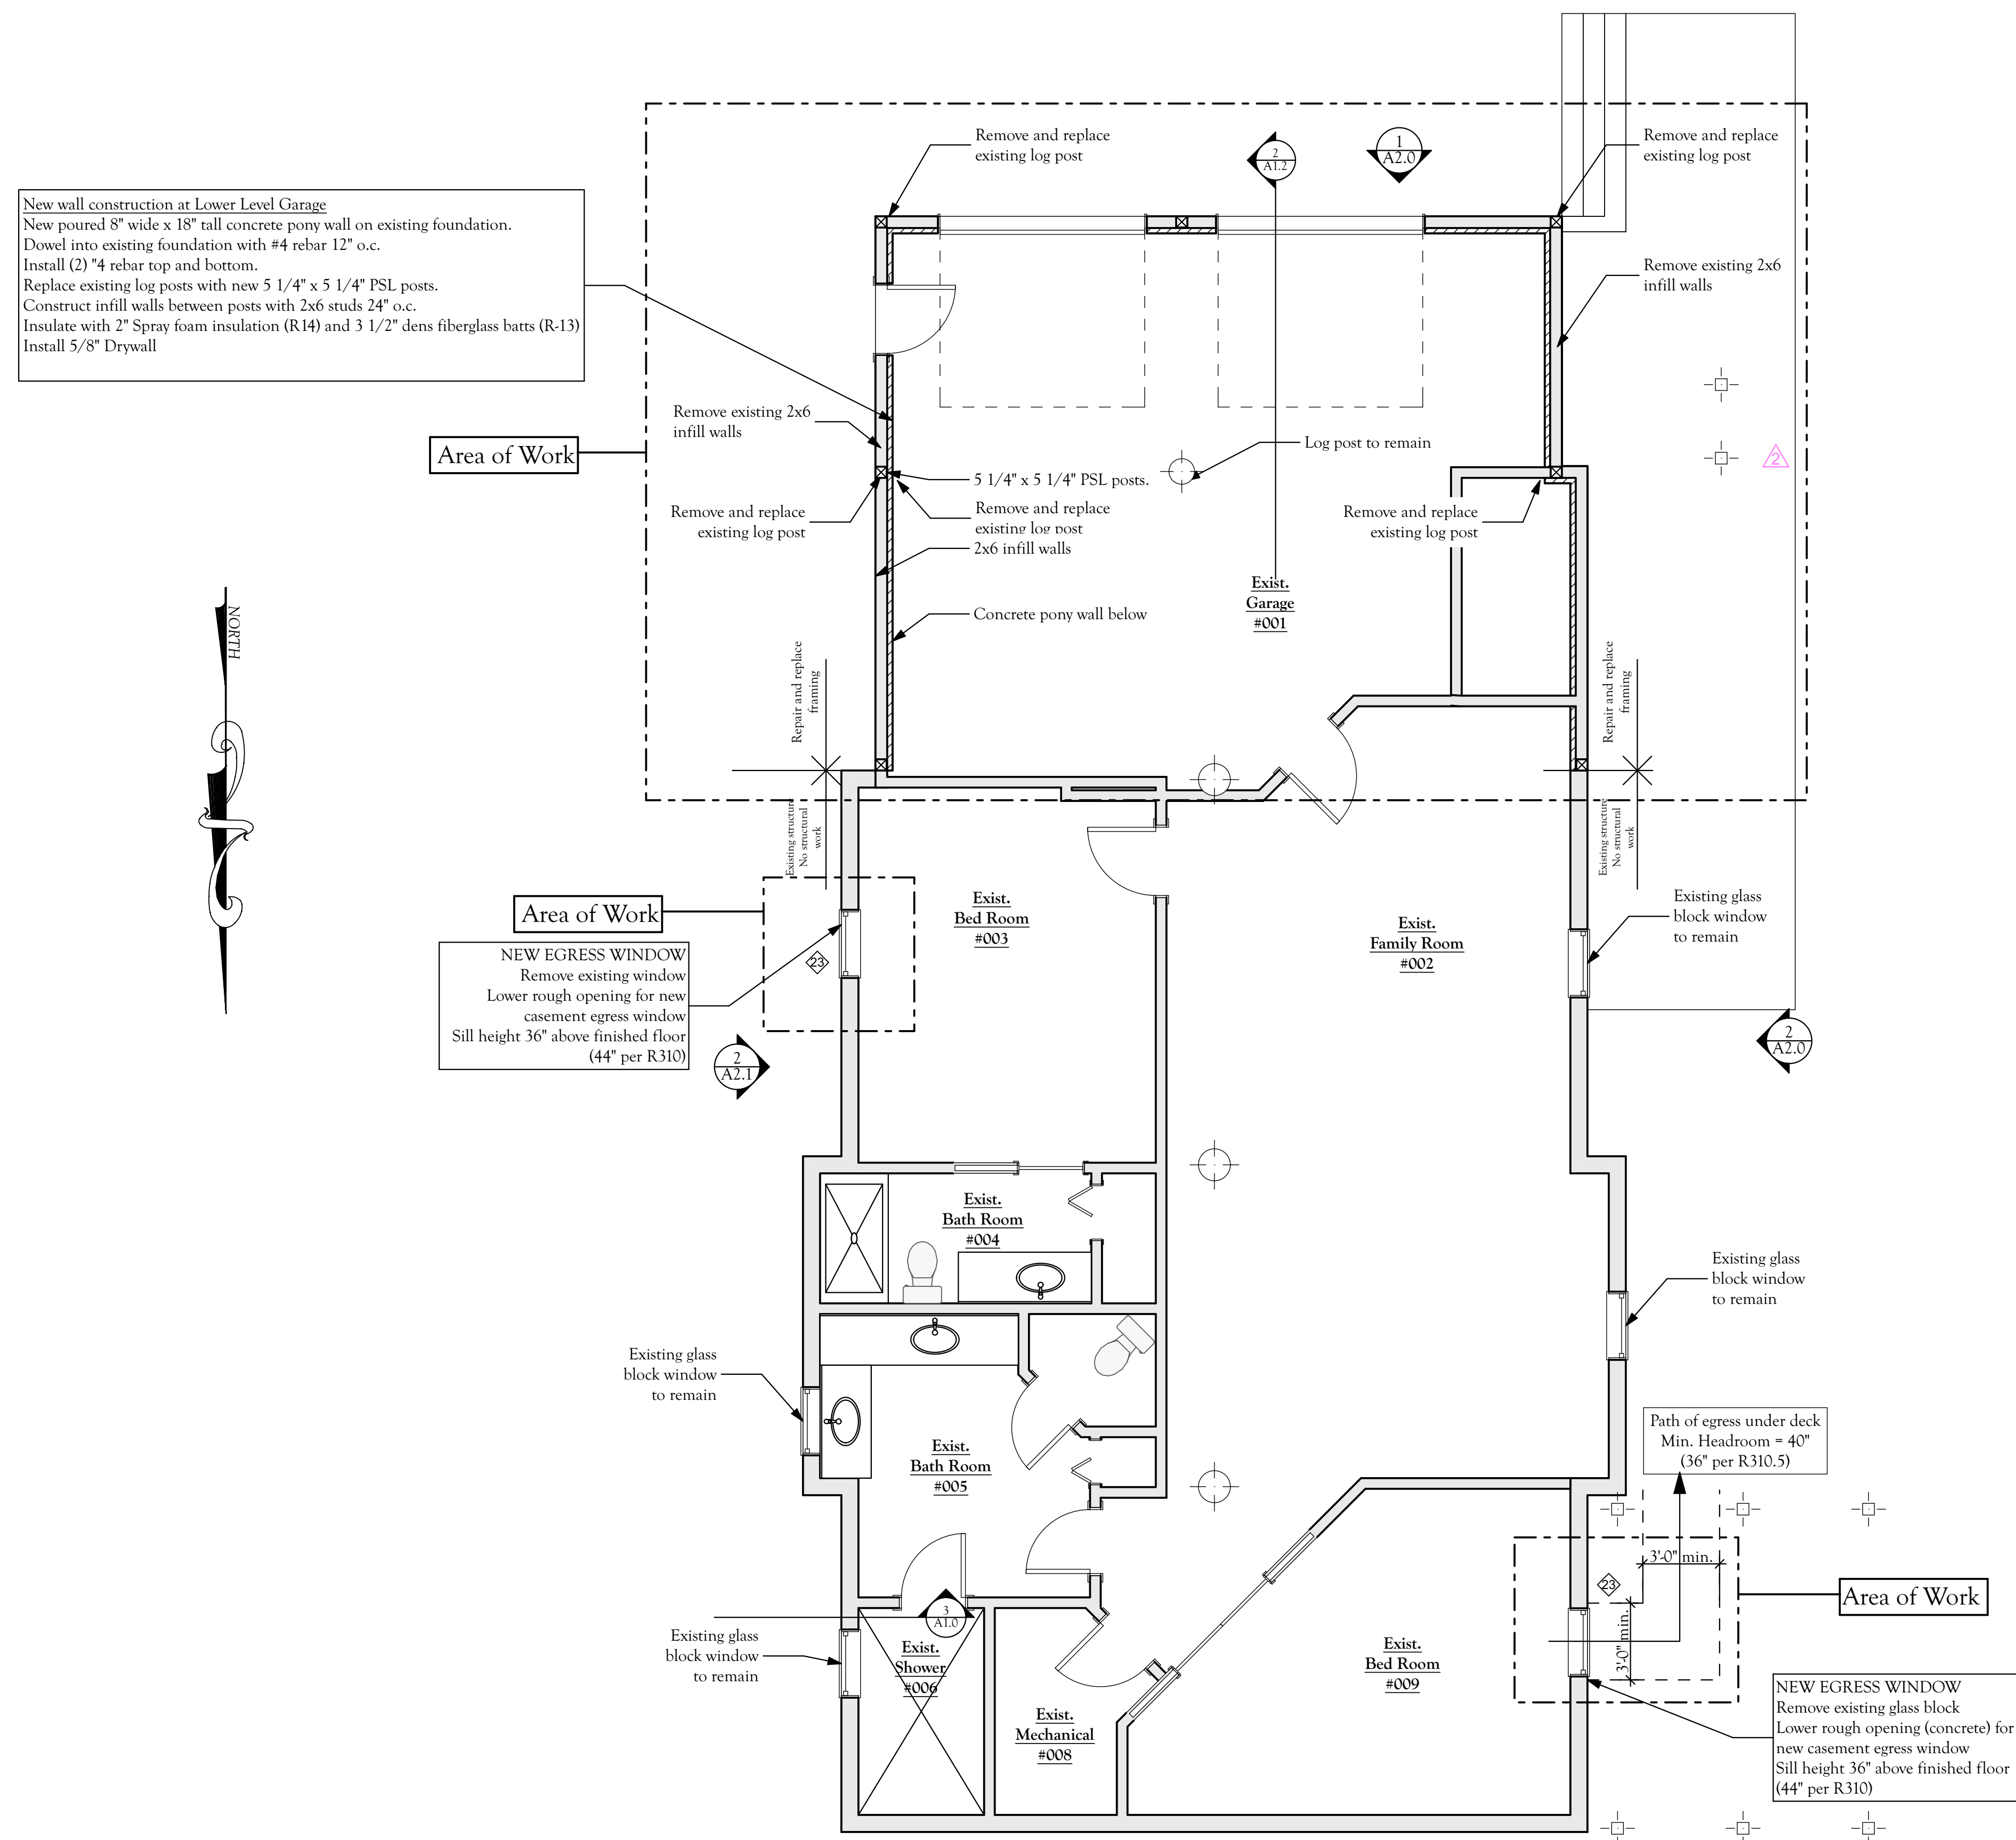 Remove and replace
existing log post
2
A1.2
1
A2.0
Remove and replace
existing log post
New wall construction at Lower Level Garage
New poured 8" wide x 18" tall concrete pony wall on existing foundation.
Dowel into existing foundation with #4 rebar 12" o.c.
Install (2) "4 rebar top and bottom.
Replace existing log posts with new 5 1/4" x 5 1/4" PSL posts.
Construct infill walls between posts with 2x6 studs 24" o.c.
Insulate with 2" Spray foam insulation (R14) and 3 1/2" dens fiberglass batts (R-13)
Install 5/8" Drywall
Remove existing 2x6
infill walls
Remove existing 2x6
infill walls
Area of Work
Log post to remain
2
5 1/4" x 5 1/4" PSL posts.
Remove and replace
existing log post
Remove and replace
existing log post
Remove and replace
existing log post
2x6 infill walls
Exist.
Garage
#001
Concrete pony wall below
NORTH
Repair and replace
framing
Repair and replace
framing
Existing structure
No structural
work
Existing structure
No structural
work
Area of Work
Exist.
Bed Room
#003
Exist.
Family Room
#002
Existing glass
block window
to remain
23
NEW EGRESS WINDOW
Remove existing window
Lower rough opening for new
casement egress window
Sill height 36" above finished floor
(44" per R310)
2
A2.1
2
A2.0
Exist.
Bath Room
#004
Existing glass
block window
to remain
Existing glass
block window
to remain
Exist.
Bath Room
#005
Path of egress under deck
Min. Headroom = 40"
(36" per R310.5)
3'-0" min.
23
3'-0" min.
Area of Work
3
A1.0
Existing glass
block window
to remain
Exist.
Shower
#006
Exist.
Bed Room
#009
Exist.
Mechanical
#008
NEW EGRESS WINDOW
Remove existing glass block
Lower rough opening (concrete) for
new casement egress window
Sill height 36" above finished floor
(44" per R310)